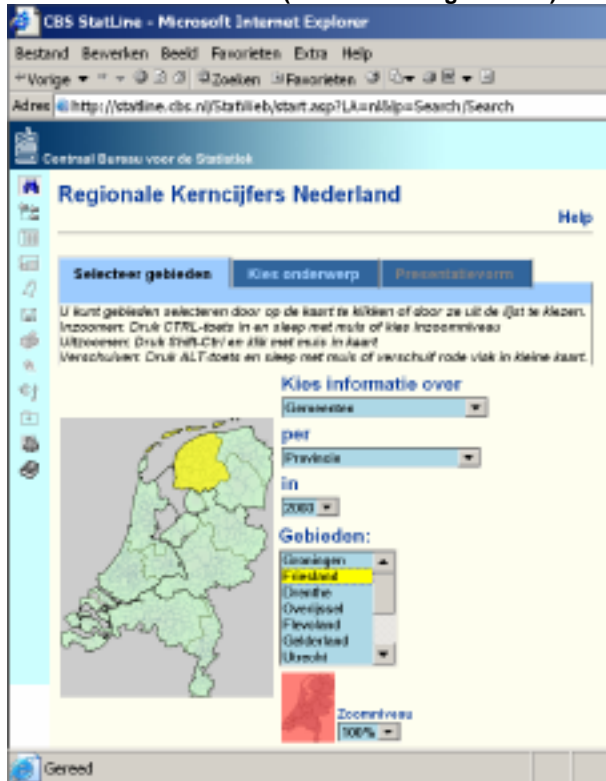 CBS StatLine - Microsoft Internet Explorer
Bestand Bewerken Beeld Favorieten Extra Help
Vorige Zoeken Favorieten
Adres http://statline.cbs.nl/StatWeb/start.asp?LA=nl&lp=Search/Search
Centraal Bureau voor de Statistiek
Regionale Kerncijfers Nederland
Help
Selecteer gebieden Kies onderwerp Presentatievorm
U kunt gebieden selecteren door op de kaart te klikken of door ze uit de lijst te kiezen.
Inzoomen: Druk CTRL-toets in en sleep met muis of kies inzoomniveau
Uitzoomen: Druk Shift-Ctrl en klik met muis in kaart
Verschuiven: Druk ALT-toets en sleep met muis of verschuif rode vlak in kleine kaart.
Kies informatie over
Gemeenten
per
Provincie
in
2003
Gebieden:
Groningen
Friesland
Drenthe
Overijssel
Flevoland
Gelderland
Utrecht
Zoomniveau
100%
Gereed